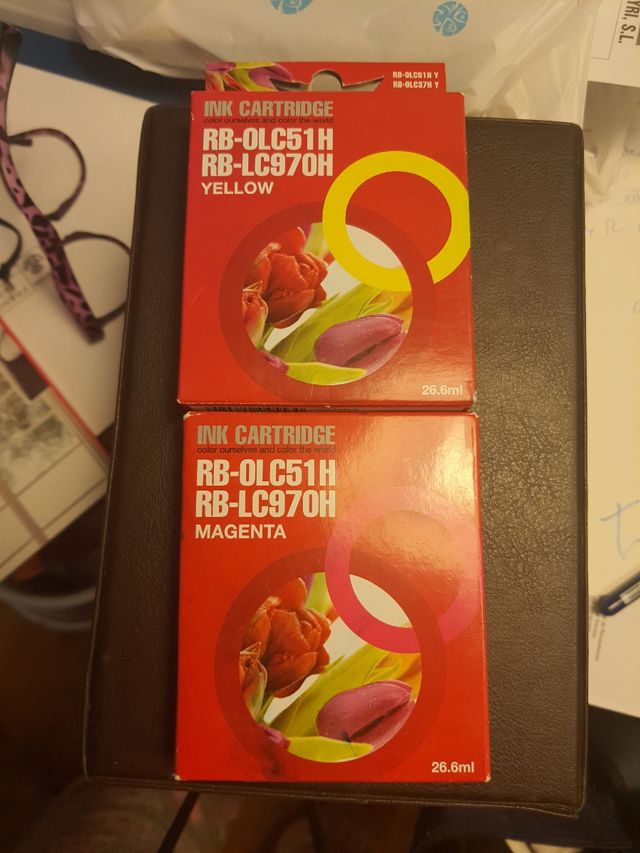 YRI, S.L.
RB-OLC51H Y
RB-OLC97H Y
INK CARTRIDGE
color ourselves and color the world
RB-OLC51H
RB-LC970H
YELLOW
26.6ml
INK CARTRIDGE
color ourselves and color the world
RB-OLC51H
RB-LC970H
MAGENTA
26.6ml